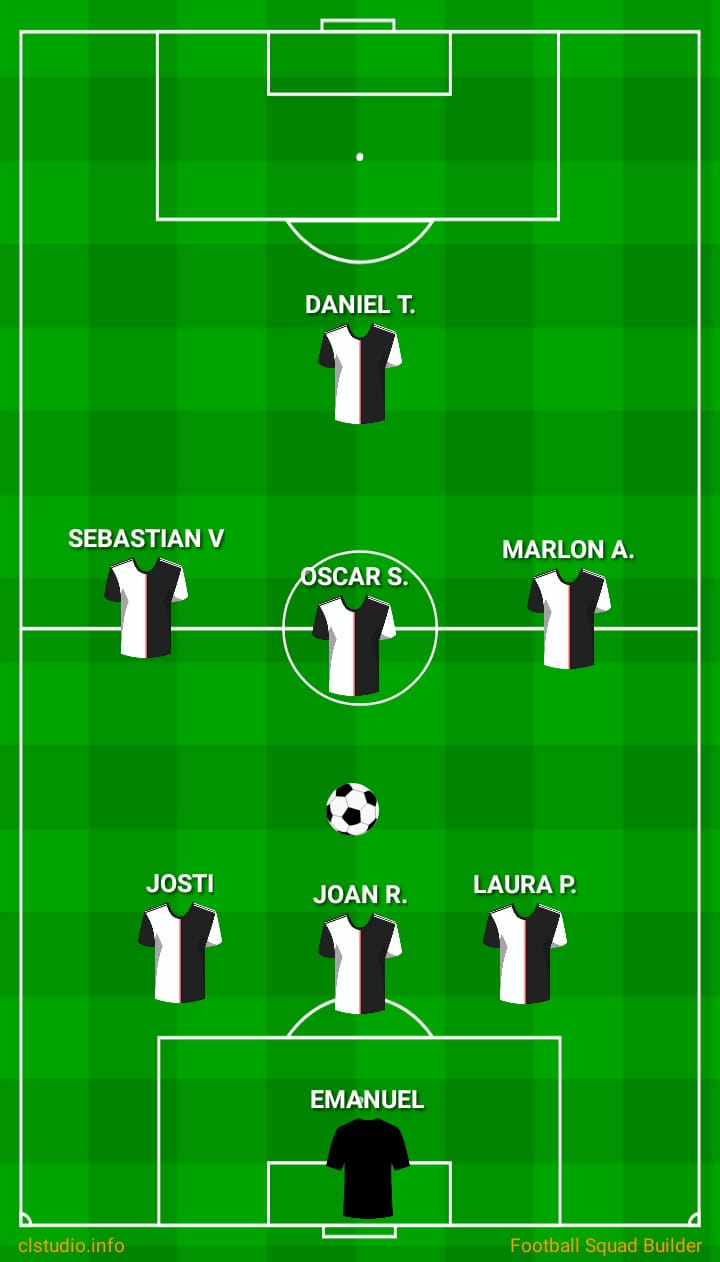 DANIEL T.
SEBASTIAN V
MARLON A.
OSCAR S.
JOSTI
JOAN R.
LAURA P.
EMANUEL
clstudio.info
Football Squad Builder